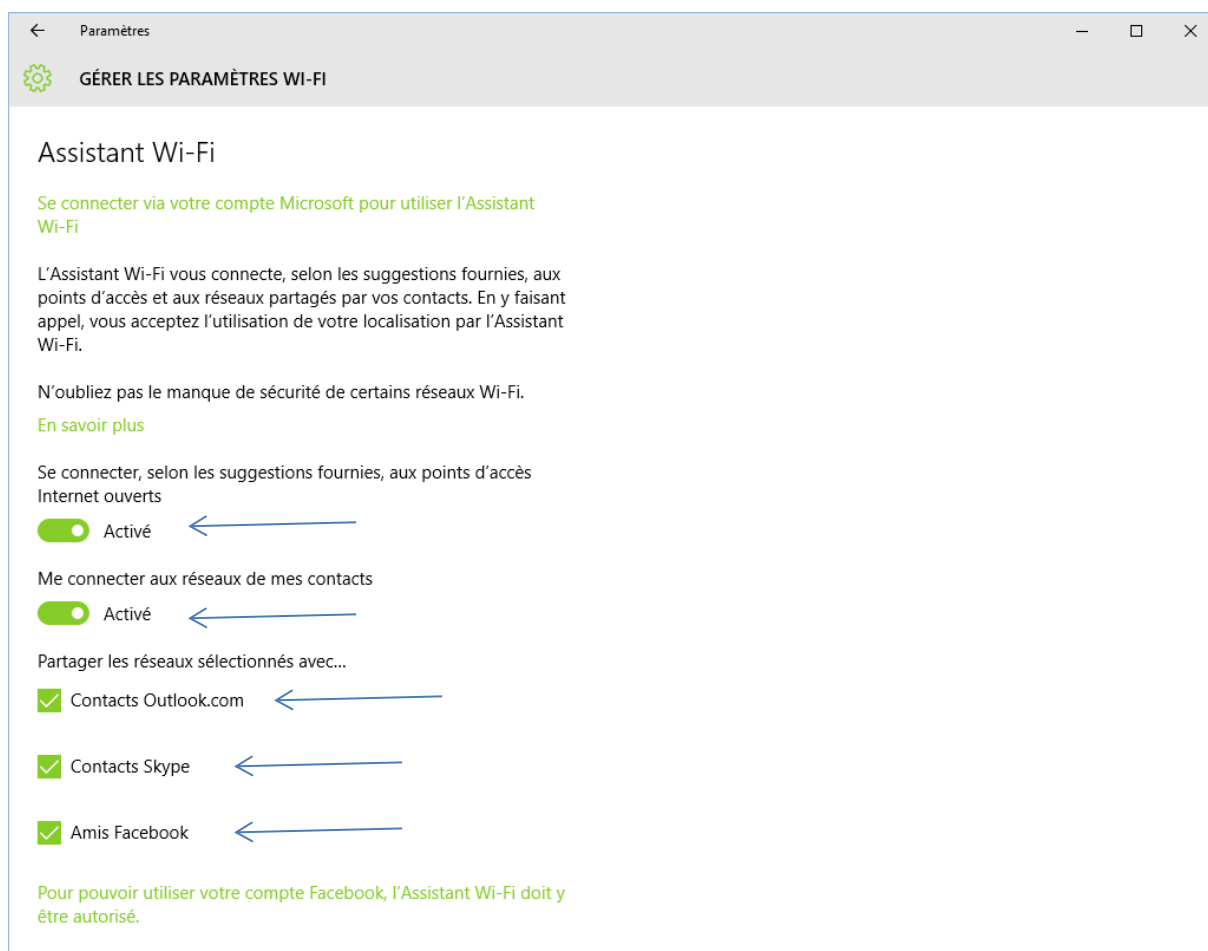 Paramètres
GÉRER LES PARAMÈTRES WI-FI
Assistant Wi-Fi
Se connecter via votre compte Microsoft pour utiliser l’Assistant
Wi-Fi
L’Assistant Wi-Fi vous connecte, selon les suggestions fournies, aux
points d’accès et aux réseaux partagés par vos contacts. En y faisant
appel, vous acceptez l’utilisation de votre localisation par l’Assistant
Wi-Fi.
N’oubliez pas le manque de sécurité de certains réseaux Wi-Fi.
En savoir plus
Se connecter, selon les suggestions fournies, aux points d’accès
Internet ouverts
Activé
Me connecter aux réseaux de mes contacts
Activé
Partager les réseaux sélectionnés avec...
Contacts Outlook.com
Contacts Skype
Amis Facebook
Pour pouvoir utiliser votre compte Facebook, l’Assistant Wi-Fi doit y
être autorisé.